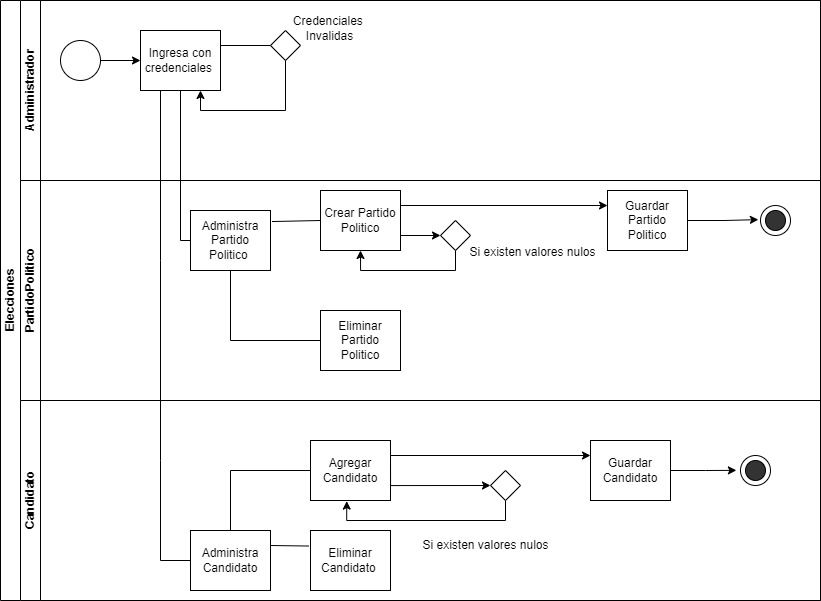 Elecciones
Administrador
Ingresa con
credenciales
Credenciales
Invalidas
PartidoPolitico
Administra
Partido
Politico
Crear Partido
Politico
Si existen valores nulos
Guardar
Partido
Politico
Eliminar
Partido
Politico
Candidato
Agregar
Candidato
Guardar
Candidato
Si existen valores nulos
Administra
Candidato
Eliminar
Candidato